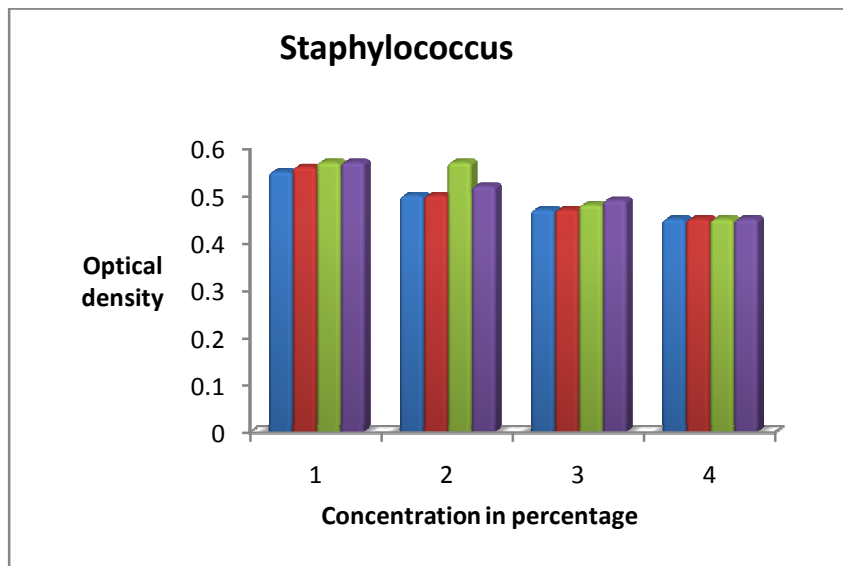 Staphylococcus
0.6
0.5
0.4
0.3
0.2
0.1
0
Optical
density
1 2 3 4
Concentration in percentage